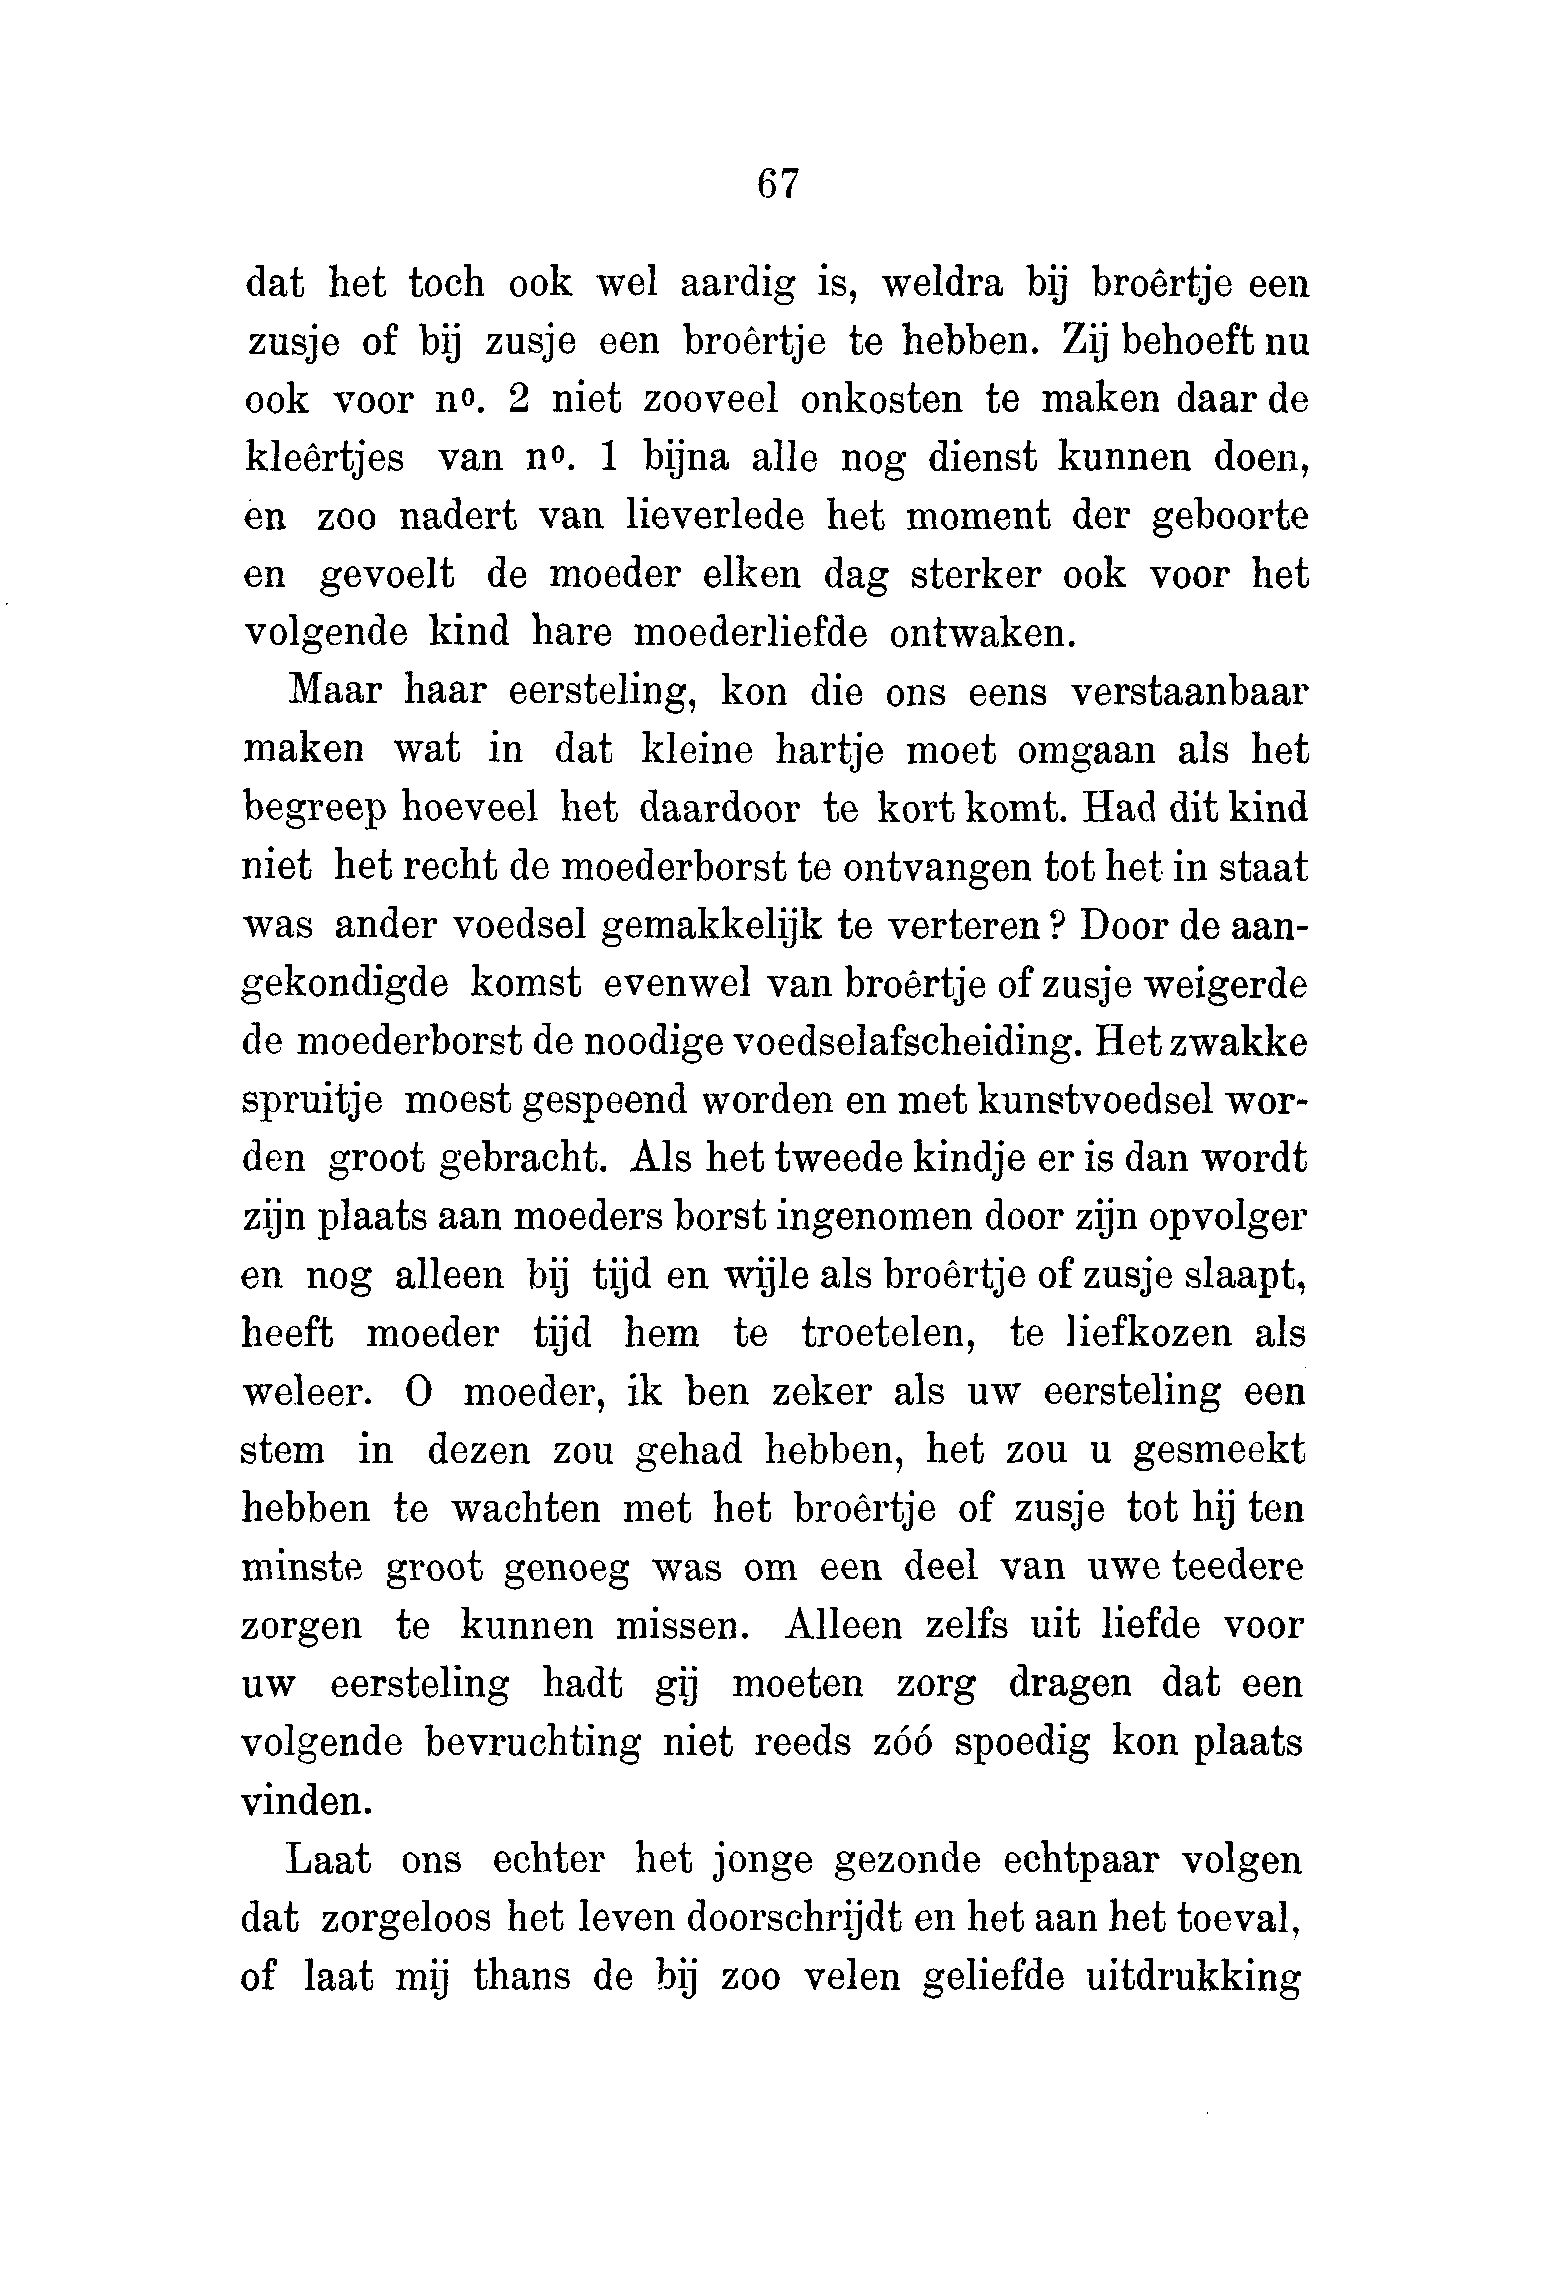 67
dat het toch ook wel aardig is, weldra bij broêrtje een
zusje of bij zusje een broêrtje te hebben. Zij behoeft nu
ook voor nº. 2 niet zooveel onkosten te maken daar de
kleêrtjes van nº. 1 bijna alle nog dienst kunnen doen,
en zoo nadert van lieverlede het moment der geboorte
en gevoelt de moeder elken dag sterker ook voor het
volgende kind hare moederliefde ontwaken.
Maar haar eersteling, kon die ons eens verstaanbaar
maken wat in dat kleine hartje moet omgaan als het
begreep hoeveel het daardoor te kort komt. Had dit kind
niet het recht de moederborst te ontvangen tot het in staat
was ander voedsel gemakkelijk te verteren? Door de aan-
gekondigde komst evenwel van broêrtje of zusje weigerde
de moederborst de noodige voedselafscheiding. Het zwakke
spruitje moest gespeend worden en met kunstvoedsel wor-
den groot gebracht. Als het tweede kindje er is dan wordt
zijn plaats aan moeders borst ingenomen door zijn opvolger
en nog alleen bij tijd en wijle als broêrtje of zusje slaapt,
heeft moeder tijd hem te troetelen, te liefkozen als
weleer. O moeder, ik ben zeker als uw eersteling een
stem in dezen zou gehad hebben, het zou u gesmeekt
hebben te wachten met het broêrtje of zusje tot hij ten
minste groot genoeg was om een deel van uwe teedere
zorgen te kunnen missen. Alleen zelfs uit liefde voor
uw eersteling hadt gij moeten zorg dragen dat een
volgende bevruchting niet reeds zóó spoedig kon plaats
vinden.
Laat ons echter het jonge gezonde echtpaar volgen
dat zorgeloos het leven doorschrijdt en het aan het toeval,
of laat mij thans de bij zoo velen geliefde uitdrukking